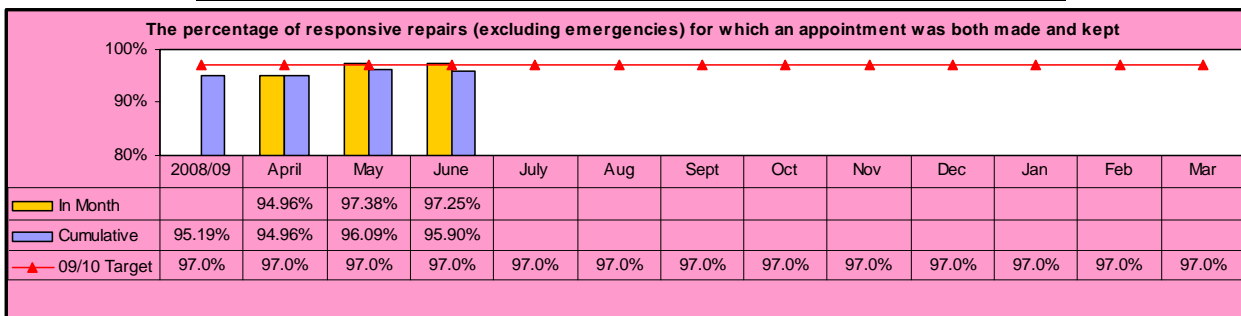 The percentage of responsive repairs (excluding emergencies) for which an appointment was both made and kept
100%
90%
80%
2008/09 April May June July Aug Sept Oct Nov Dec Jan Feb Mar
In Month 94.96% 97.38% 97.25%
Cumulative 95.19% 94.96% 96.09% 95.90%
09/10 Target 97.0% 97.0% 97.0% 97.0% 97.0% 97.0% 97.0% 97.0% 97.0% 97.0% 97.0% 97.0% 97.0%